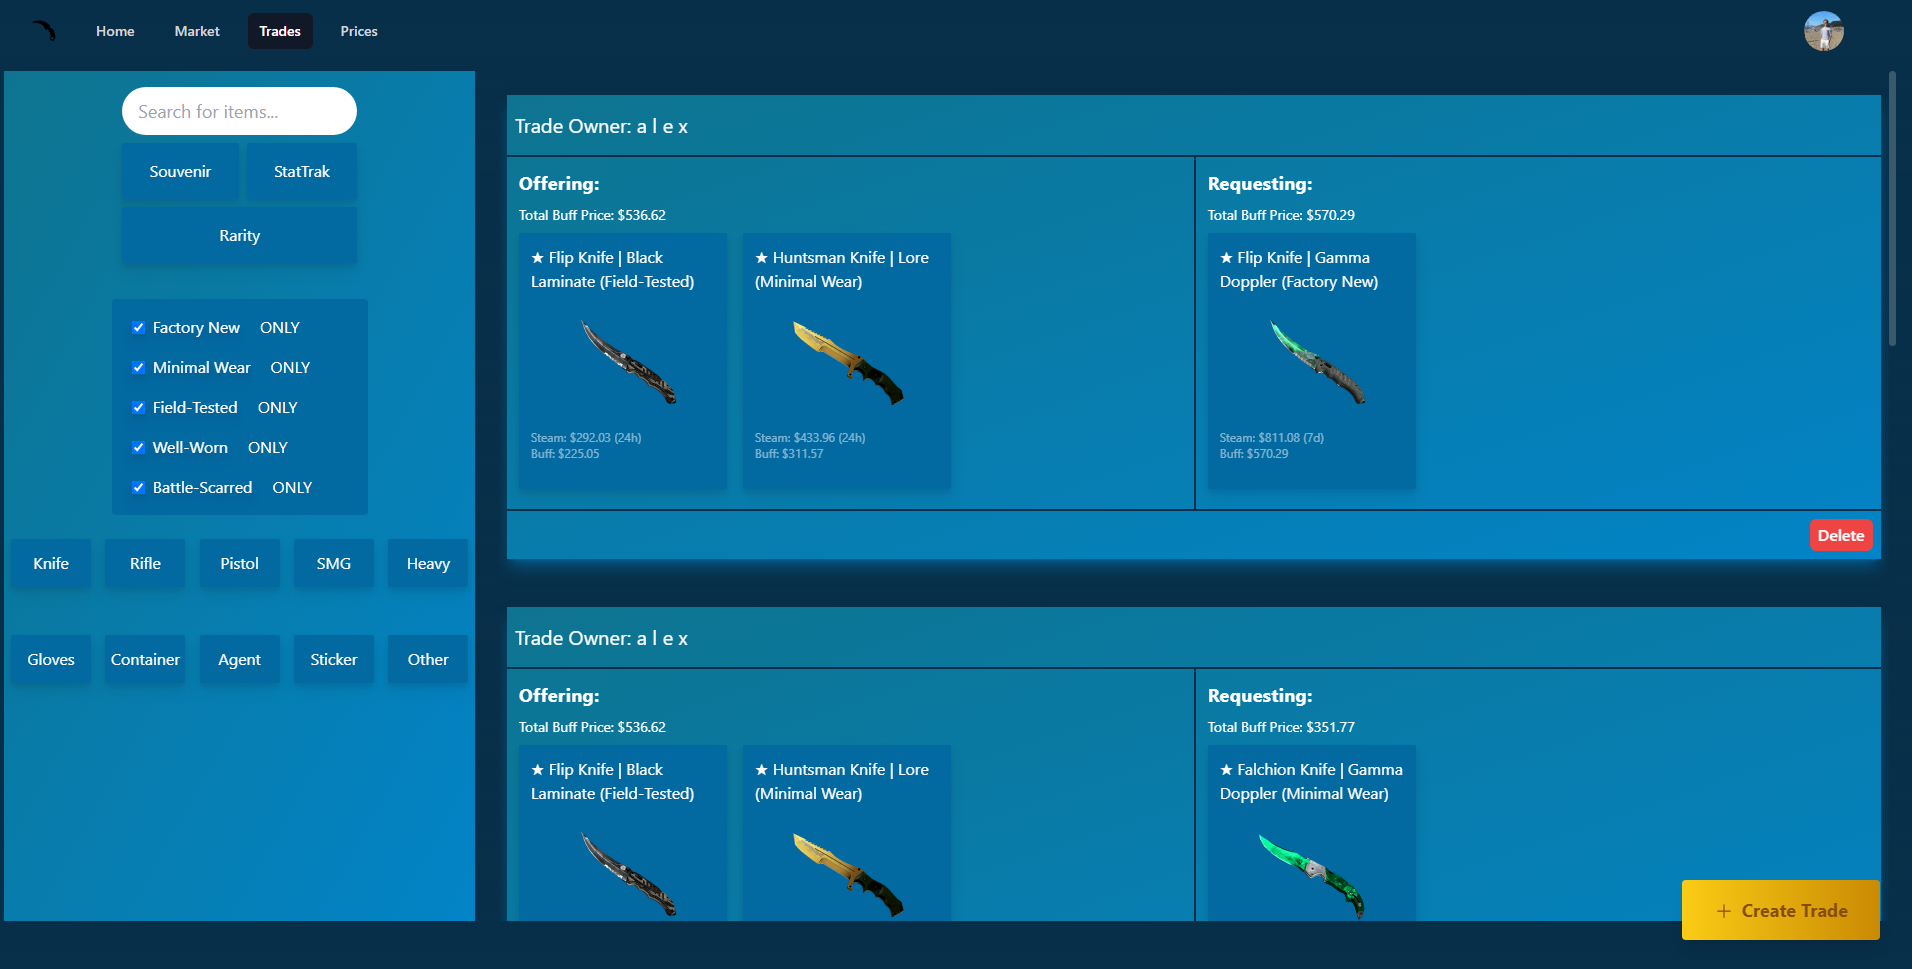 Home Market Trades Prices
Search for items...
Souvenir StatTrak
Rarity
Factory New ONLY
Minimal Wear ONLY
Field-Tested ONLY
Well-Worn ONLY
Battle-Scarred ONLY
Knife Rifle Pistol SMG Heavy
Gloves Container Agent Sticker Other
Trade Owner: a l e x
Offering:
Total Buff Price: $536.62
★ Flip Knife | Black
Laminate (Field-Tested)
Steam: $292.03 (24h)
Buff: $225.05
★ Huntsman Knife | Lore
(Minimal Wear)
Steam: $433.96 (24h)
Buff: $311.57
Requesting:
Total Buff Price: $570.29
★ Flip Knife | Gamma
Doppler (Factory New)
Steam: $811.08 (7d)
Buff: $570.29
Delete
Trade Owner: a l e x
Offering:
Total Buff Price: $536.62
★ Flip Knife | Black
Laminate (Field-Tested)
★ Huntsman Knife | Lore
(Minimal Wear)
Requesting:
Total Buff Price: $351.77
★ Falchion Knife | Gamma
Doppler (Minimal Wear)
+ Create Trade